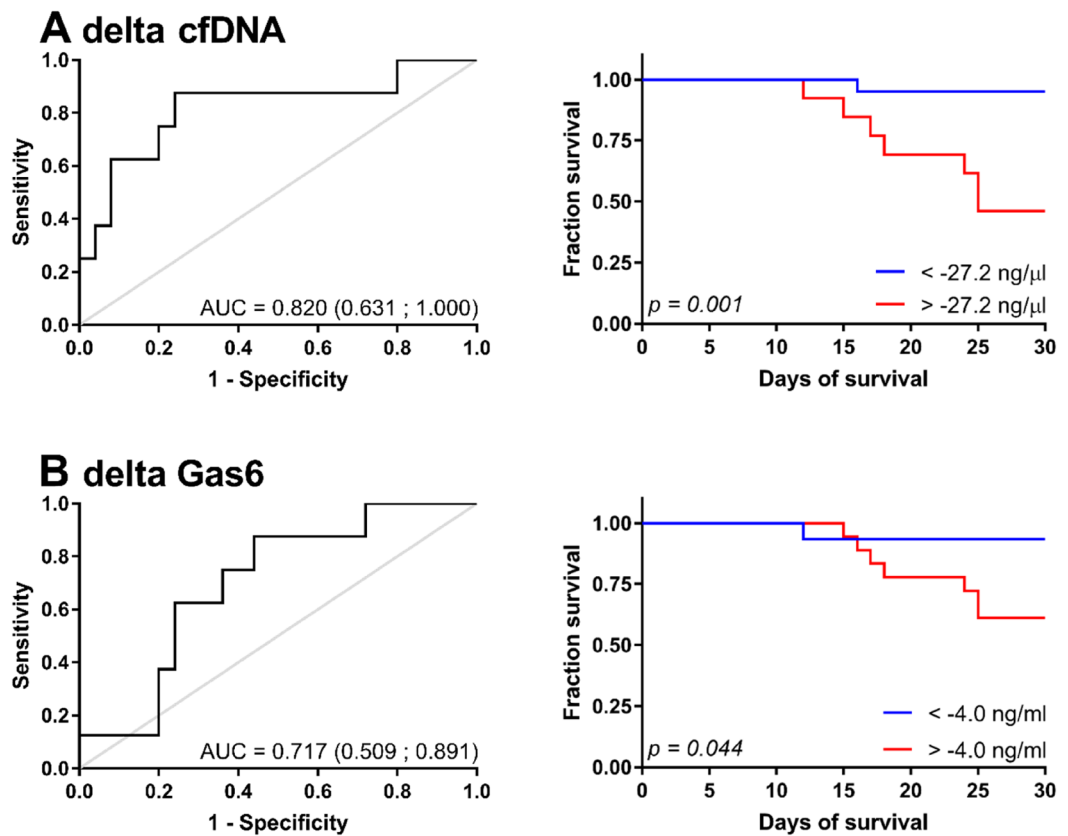 A delta cfDNA
1.0
0.8
0.6
0.4
0.2
0.0
Sensitivity
AUC = 0.820 (0.631 ; 1.000)
0.0 0.2 0.4 0.6 0.8 1.0
1 - Specificity
1.00
0.75
0.50
0.25
0.00
Fraction survival
< -27.2 ng/μl
> -27.2 ng/μl
p = 0.001
0 5 10 15 20 25 30
Days of survival
B delta Gas6
1.0
0.8
0.6
0.4
0.2
0.0
Sensitivity
AUC = 0.717 (0.509 ; 0.891)
0.0 0.2 0.4 0.6 0.8 1.0
1 - Specificity
1.00
0.75
0.50
0.25
0.00
Fraction survival
< -4.0 ng/ml
> -4.0 ng/ml
p = 0.044
0 5 10 15 20 25 30
Days of survival